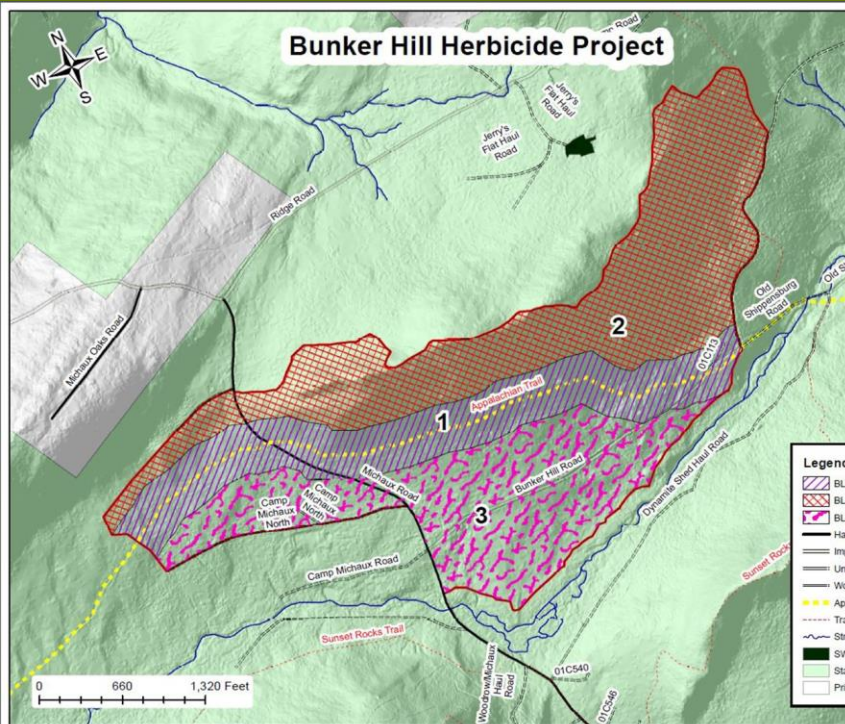 Bunker Hill Herbicide Project
N
W
E
S
Road
Jerry's
Flat Haul
Road
Jerry's
Flat Haul
Road
Ridge Road
Michaux Oaks Road
Old
Shippensburg
Road
Old S
2
01C113
Appalachian Trail
1
Michaux Road
Bunker Hill Road
Dynamite Shed Haul Road
Camp
Michaux
North
Camp
Michaux
North
3
Camp Michaux Road
Sunset Rocks
Sunset Rocks Trail
Woodrow/Michaux
Haul
Road
01C540
01C546
0 660 1,320 Feet
Legend
BL
BL
BL
Ha
Imp
Un
Wo
Ap
Tra
Str
SW
Sta
Pri